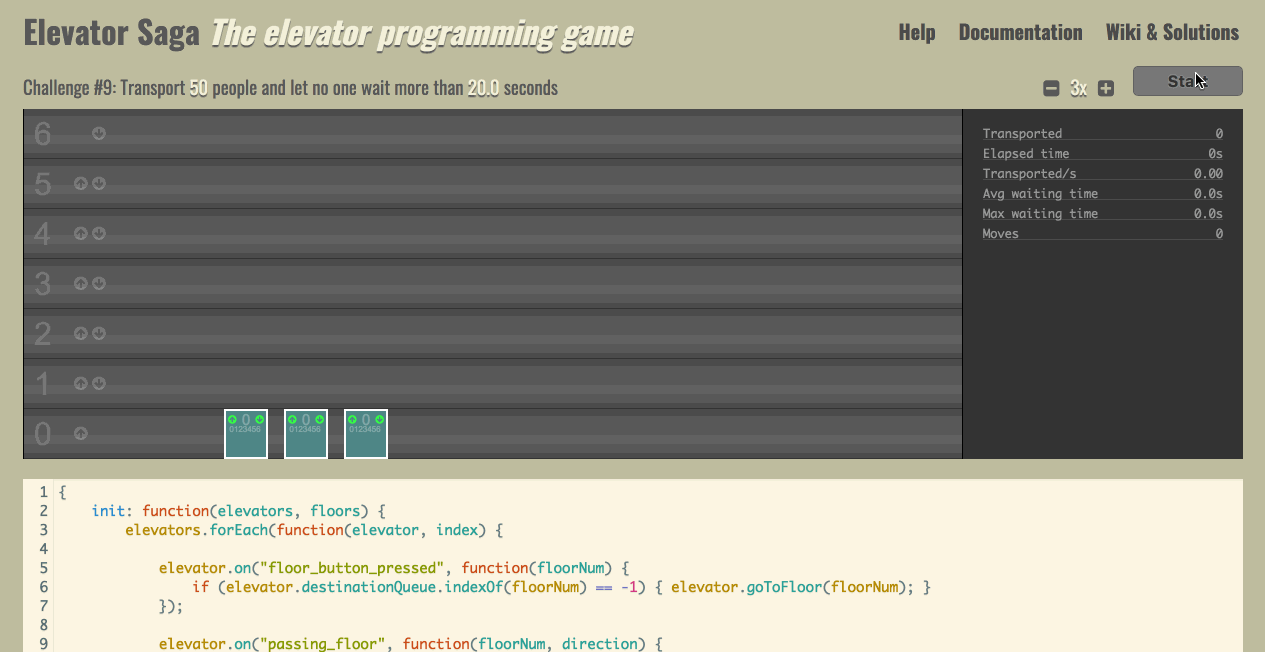 Elevator Saga The elevator programming game
Help Documentation Wiki & Solutions
Challenge #9: Transport 50 people and let no one wait more than 20.0 seconds
3x
6
5
4
3
2
1
0
0 0 0
0123456 0123456 0123456
Transported 0
Elapsed time 0s
Transported/s 0.00
Avg waiting time 0.0s
Max waiting time 0.0s
Moves 0
1 {
2 init: function(elevators, floors) {
3 elevators.forEach(function(elevator, index) {
4
5 elevator.on("floor_button_pressed", function(floorNum) {
6 if (elevator.destinationQueue.indexOf(floorNum) == -1) { elevator.goToFloor(floorNum); }
7 });
8
9 elevator.on("passing_floor", function(floorNum, direction) {